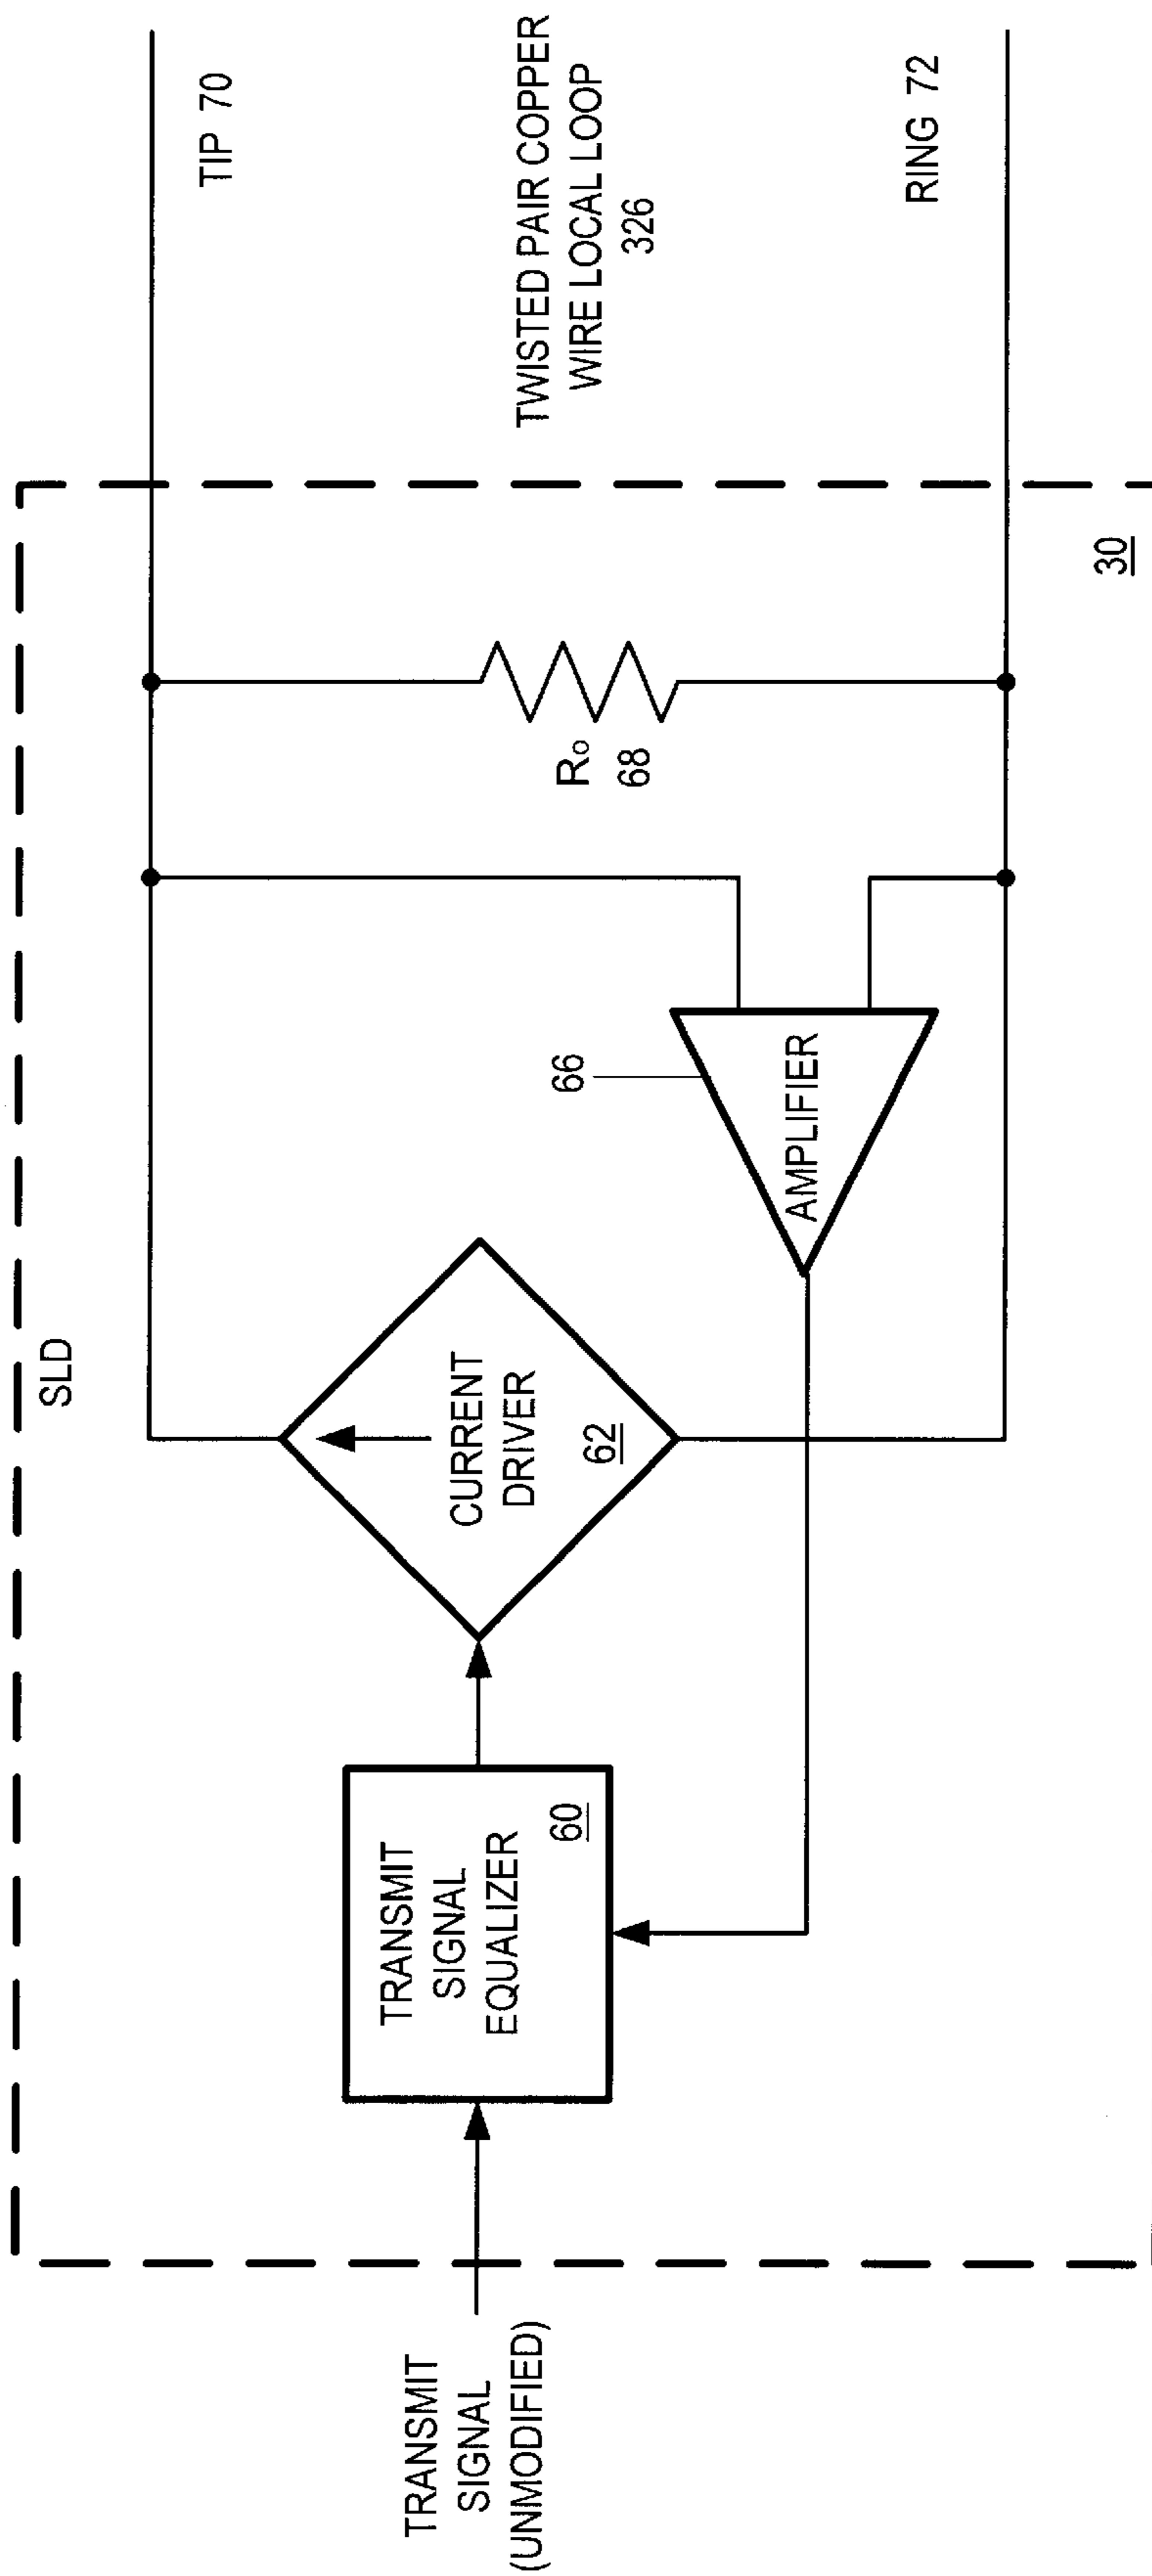 TRANSMIT
SIGNAL
(UNMODIFIED)
SLD
TRANSMIT
SIGNAL
EQUALIZER
60
CURRENT
DRIVER
62
66
AMPLIFIER
Ro
68
30
TIP 70
TWISTED PAIR COPPER
WIRE LOCAL LOOP
326
RING 72